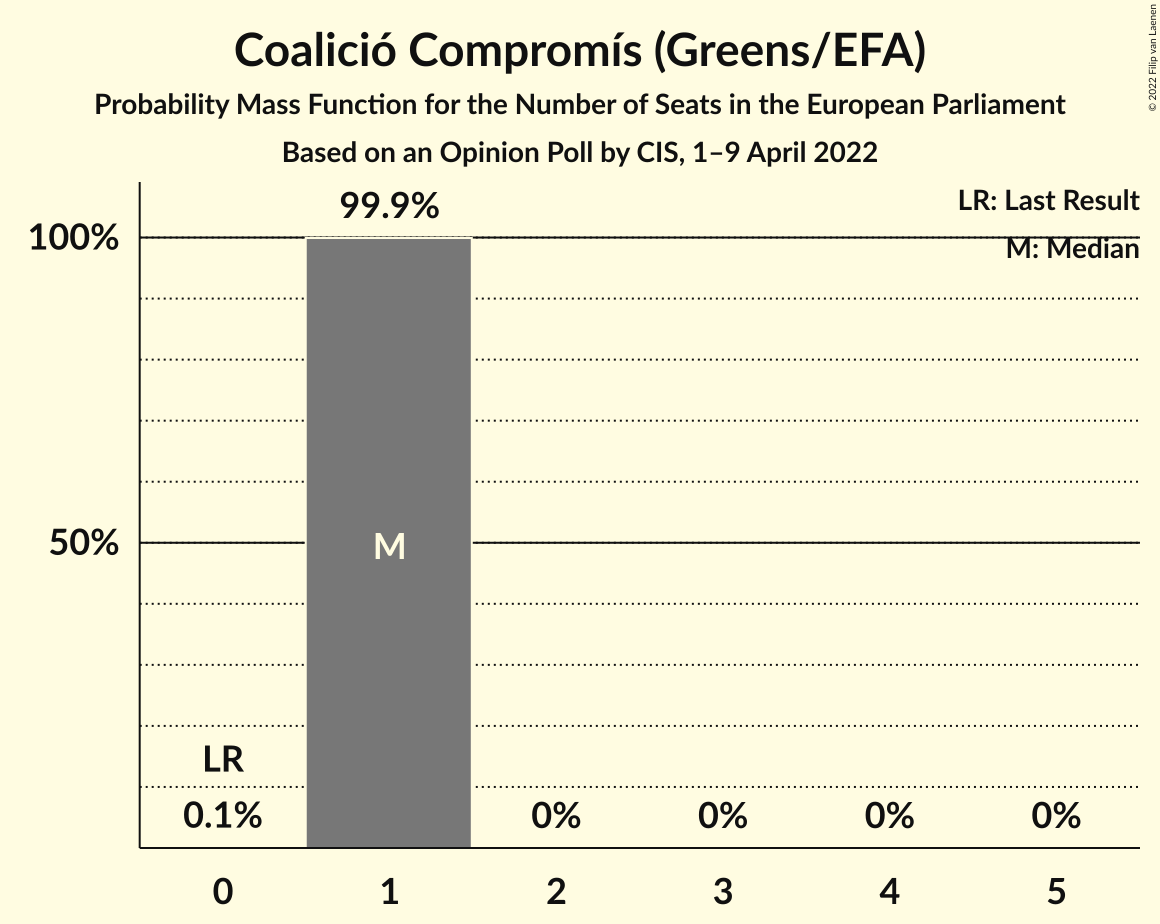 Coalició Compromís (Greens/EFA)
Probability Mass Function for the Number of Seats in the European Parliament
Based on an Opinion Poll by CIS, 1–9 April 2022
© 2022 Filip van Laenen
99.9%
LR: Last Result
100%
M: Median
50%
M
LR
0.1% 0% 0% 0% 0%
0 1 2 3 4 5